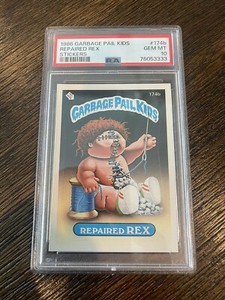 1986 GARBAGE PAIL KIDS #174b
REPAIRED REX GEM MT
STICKERS 10
PSA 76053333
GARBAGE PAIL KIDS
174b
REPAIRED REX